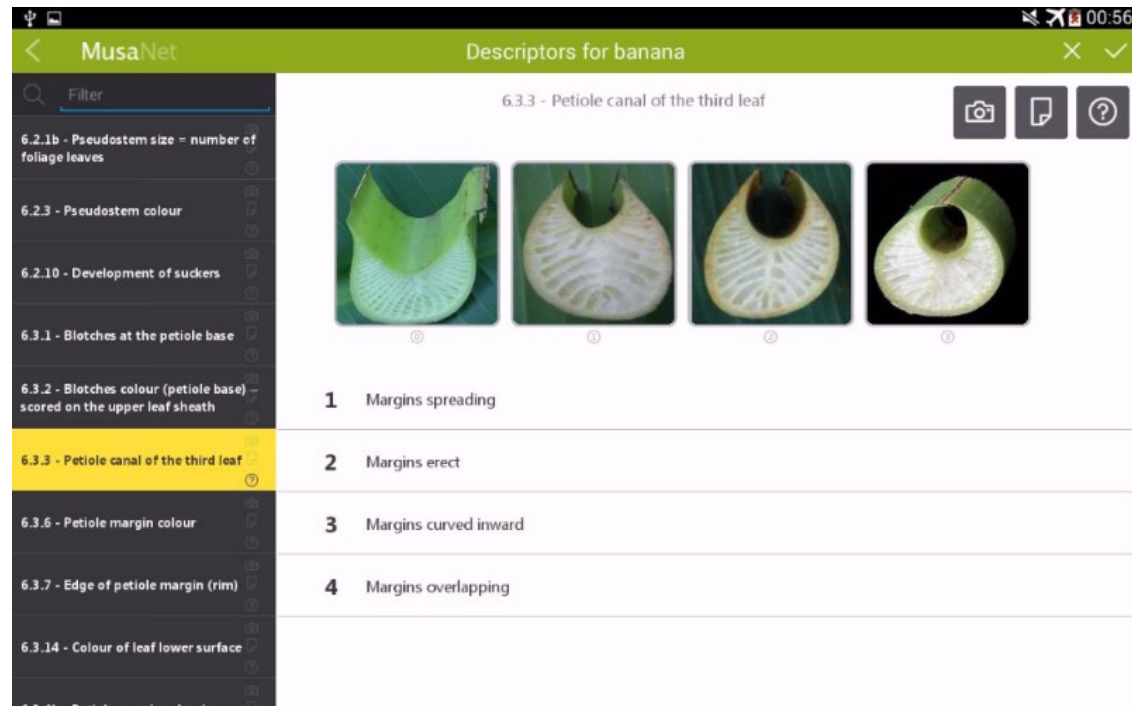 00:56
MusaNet
Descriptors for banana
Filter
6.2.1b - Pseudostem size = number of
foliage leaves
6.2.3 - Pseudostem colour
6.2.10 - Development of suckers
6.3.1 - Blotches at the petiole base
6.3.2 - Blotches colour (petiole base) –
scored on the upper leaf sheath
6.3.3 - Petiole canal of the third leaf
6.3.6 - Petiole margin colour
6.3.7 - Edge of petiole margin (rim)
6.3.14 - Colour of leaf lower surface
6.3.3 - Petiole canal of the third leaf
0 1 2 3
1 Margins spreading
2 Margins erect
3 Margins curved inward
4 Margins overlapping